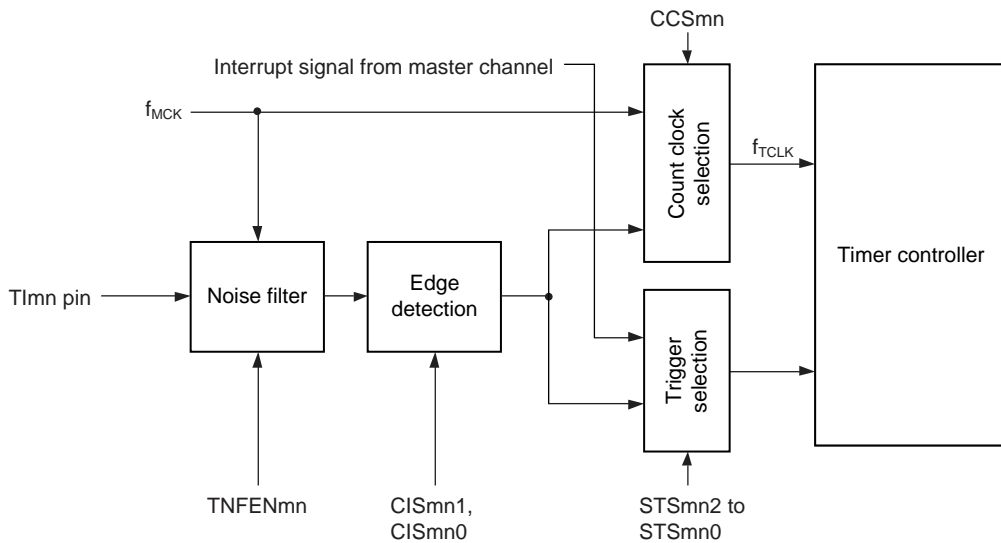 CCSmn
Interrupt signal from master channel
fMCK
Count clock
selection
fTCLK
Timer controller
TImn pin
Noise filter
Edge
detection
Trigger
selection
TNFENmn
CISmn1,
CISmn0
STSmn2 to
STSmn0